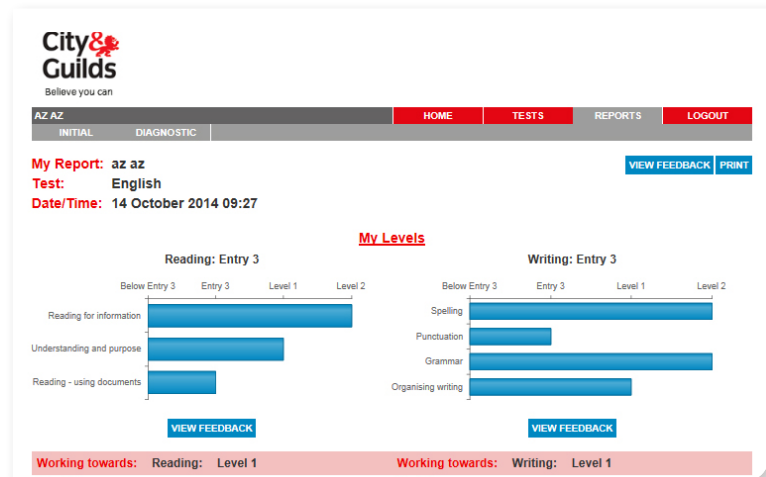 City&
Guilds
Believe you can
AZ AZ HOME TESTS REPORTS LOGOUT
INITIAL DIAGNOSTIC
My Report: az az VIEW FEEDBACK PRINT
Test: English
Date/Time: 14 October 2014 09:27
My Levels
Reading: Entry 3
Below Entry 3 Entry 3 Level 1 Level 2
Reading for information
Understanding and purpose
Reading - using documents
VIEW FEEDBACK
Writing: Entry 3
Below Entry 3 Entry 3 Level 1 Level 2
Spelling
Punctuation
Grammar
Organising writing
VIEW FEEDBACK
Working towards: Reading: Level 1 Working towards: Writing: Level 1